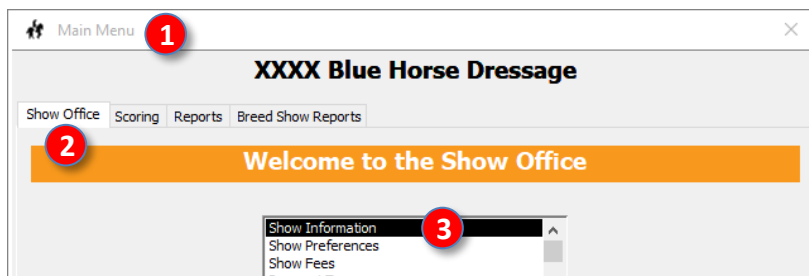 Main Menu 1
XXXX Blue Horse Dressage
Show Office Scoring Reports Breed Show Reports
2
Welcome to the Show Office
Show Information 3
Show Preferences
Show Fees